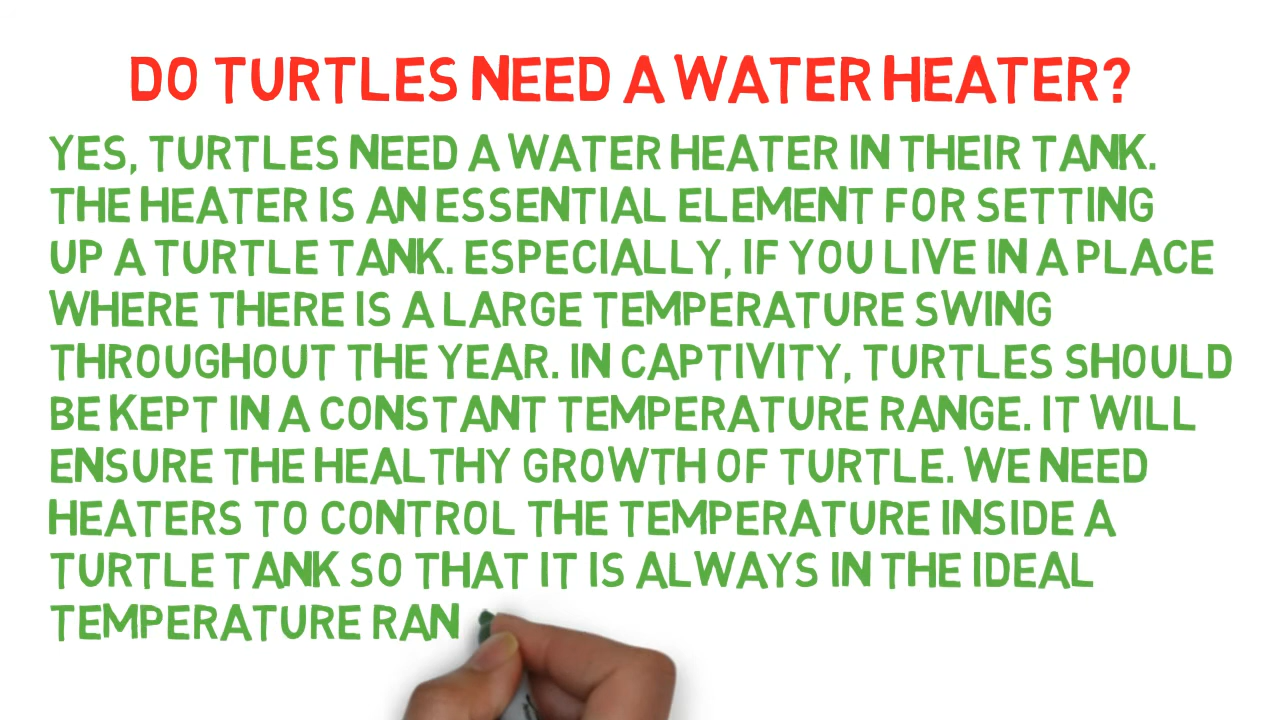 DO TURTLES NEED A WATER HEATER?
YES, TURTLES NEED A WATER HEATER IN THEIR TANK.
THE HEATER IS AN ESSENTIAL ELEMENT FOR SETTING
UP A TURTLE TANK. ESPECIALLY, IF YOU LIVE IN A PLACE
WHERE THERE IS A LARGE TEMPERATURE SWING
THROUGHOUT THE YEAR. IN CAPTIVITY, TURTLES SHOULD
BE KEPT IN A CONSTANT TEMPERATURE RANGE. IT WILL
ENSURE THE HEALTHY GROWTH OF TURTLE. WE NEED
HEATERS TO CONTROL THE TEMPERATURE INSIDE A
TURTLE TANK SO THAT IT IS ALWAYS IN THE IDEAL
TEMPERATURE RAN